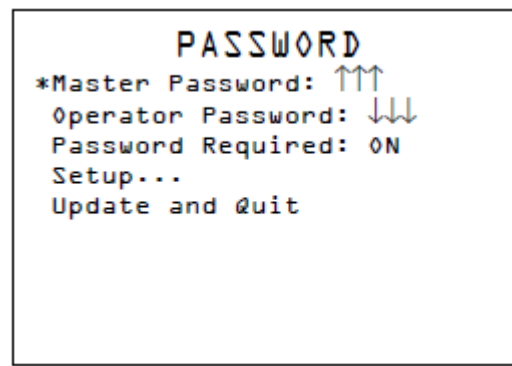 PASSWORD
*Master Password: ↑↑↑
Operator Password: ↓↓↓
Password Required: ON
Setup...
Update and Quit